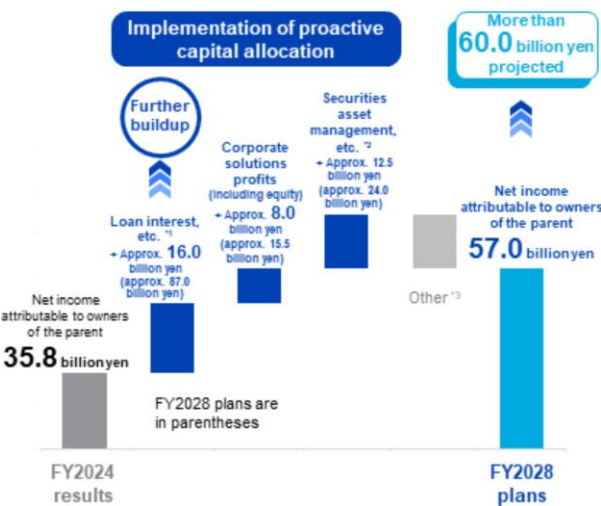 Implementation of proactive
capital allocation
More than
60.0 billion yen
projected
Further
buildup
Securities
asset
management,
etc. *2
+ Approx. 12.5
billion yen
(approx. 24.0
billion yen)
Corporate
solutions
profits
(including equity)
+ Approx. 8.0
billion yen
(approx. 15.5
billion yen)
Loan interest,
etc. *1
+ Approx. 16.0
billion yen
(approx. 87.0
billion yen)
Net income
attributable to owners
of the parent
57.0 billion yen
Other *3
Net income
attributable to owners
of the parent
35.8 billion yen
FY2028 plans are
in parentheses
FY2024
results
FY2028
plans